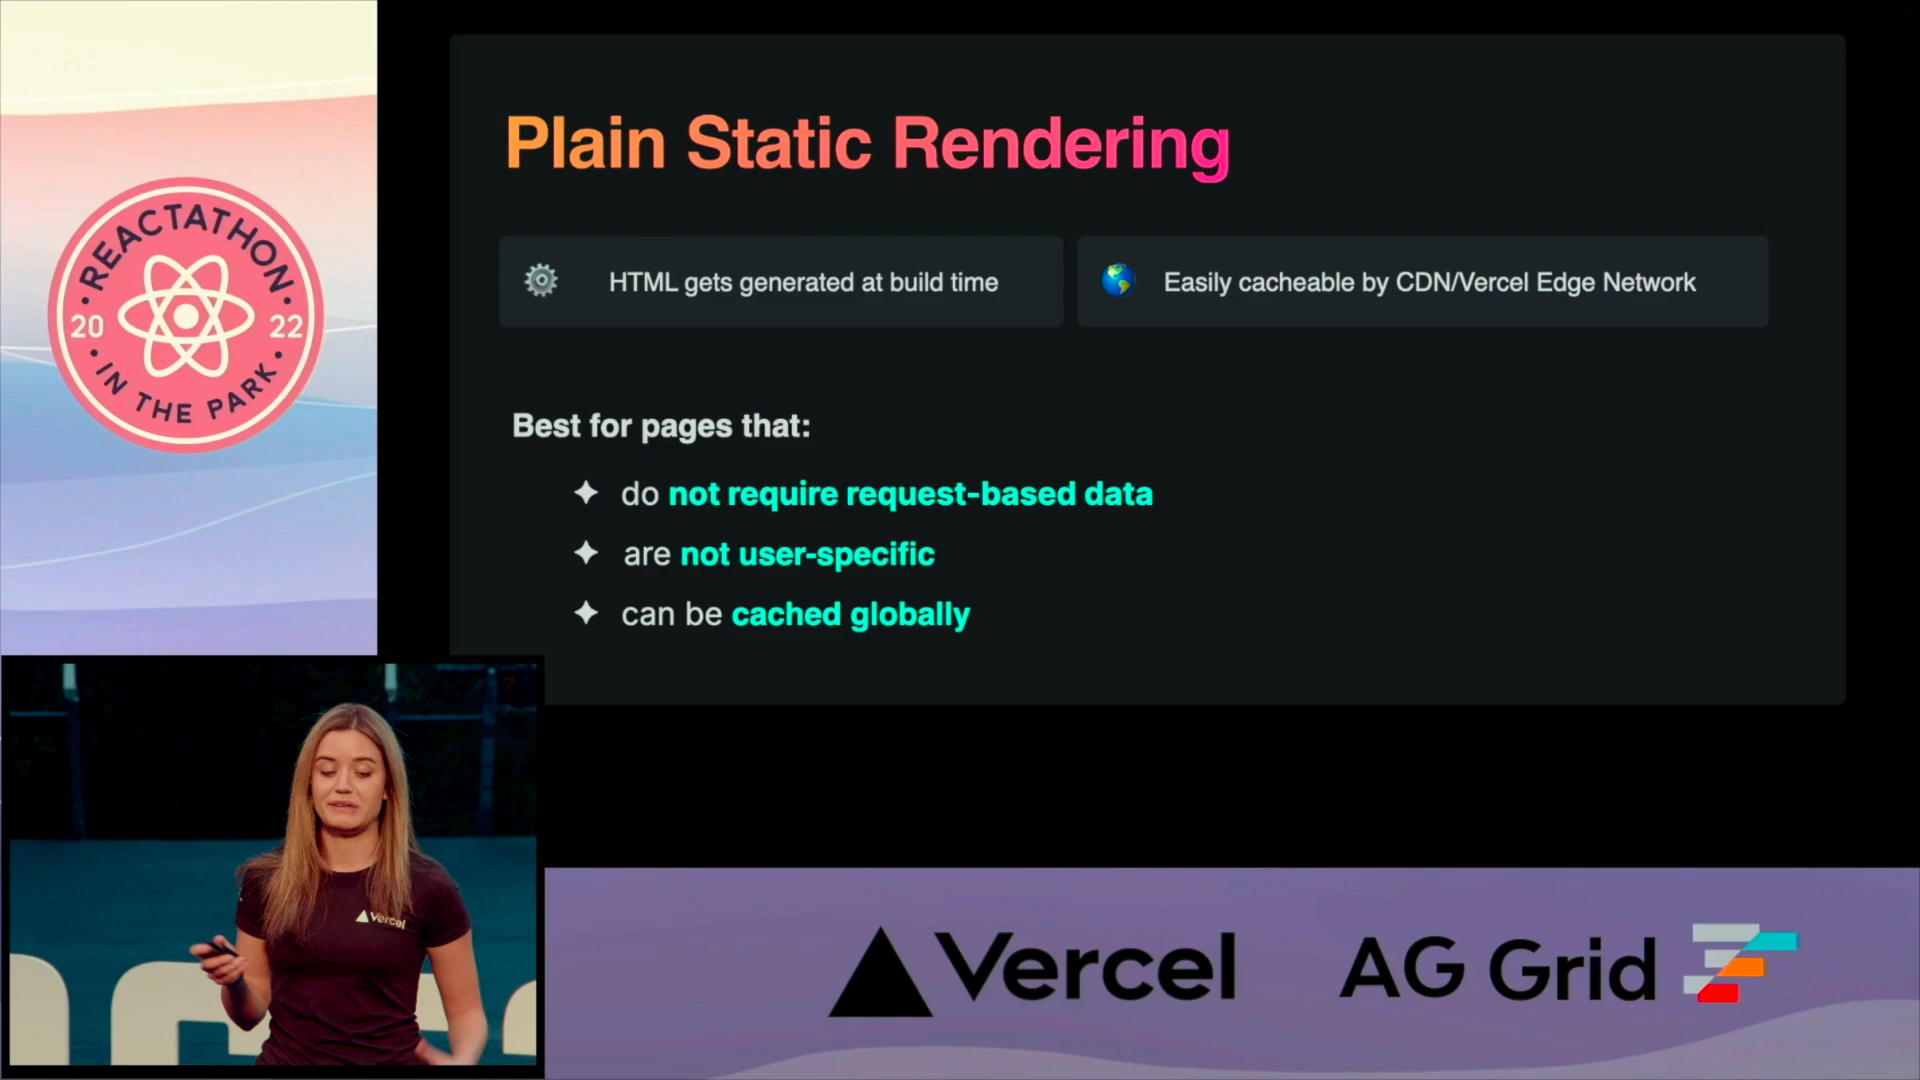 REACTATHON
20 22
IN THE PARK
Plain Static Rendering
HTML gets generated at build time
Easily cacheable by CDN/Vercel Edge Network
Best for pages that:
do not require request-based data
are not user-specific
can be cached globally
Vercel
Vercel
AG Grid